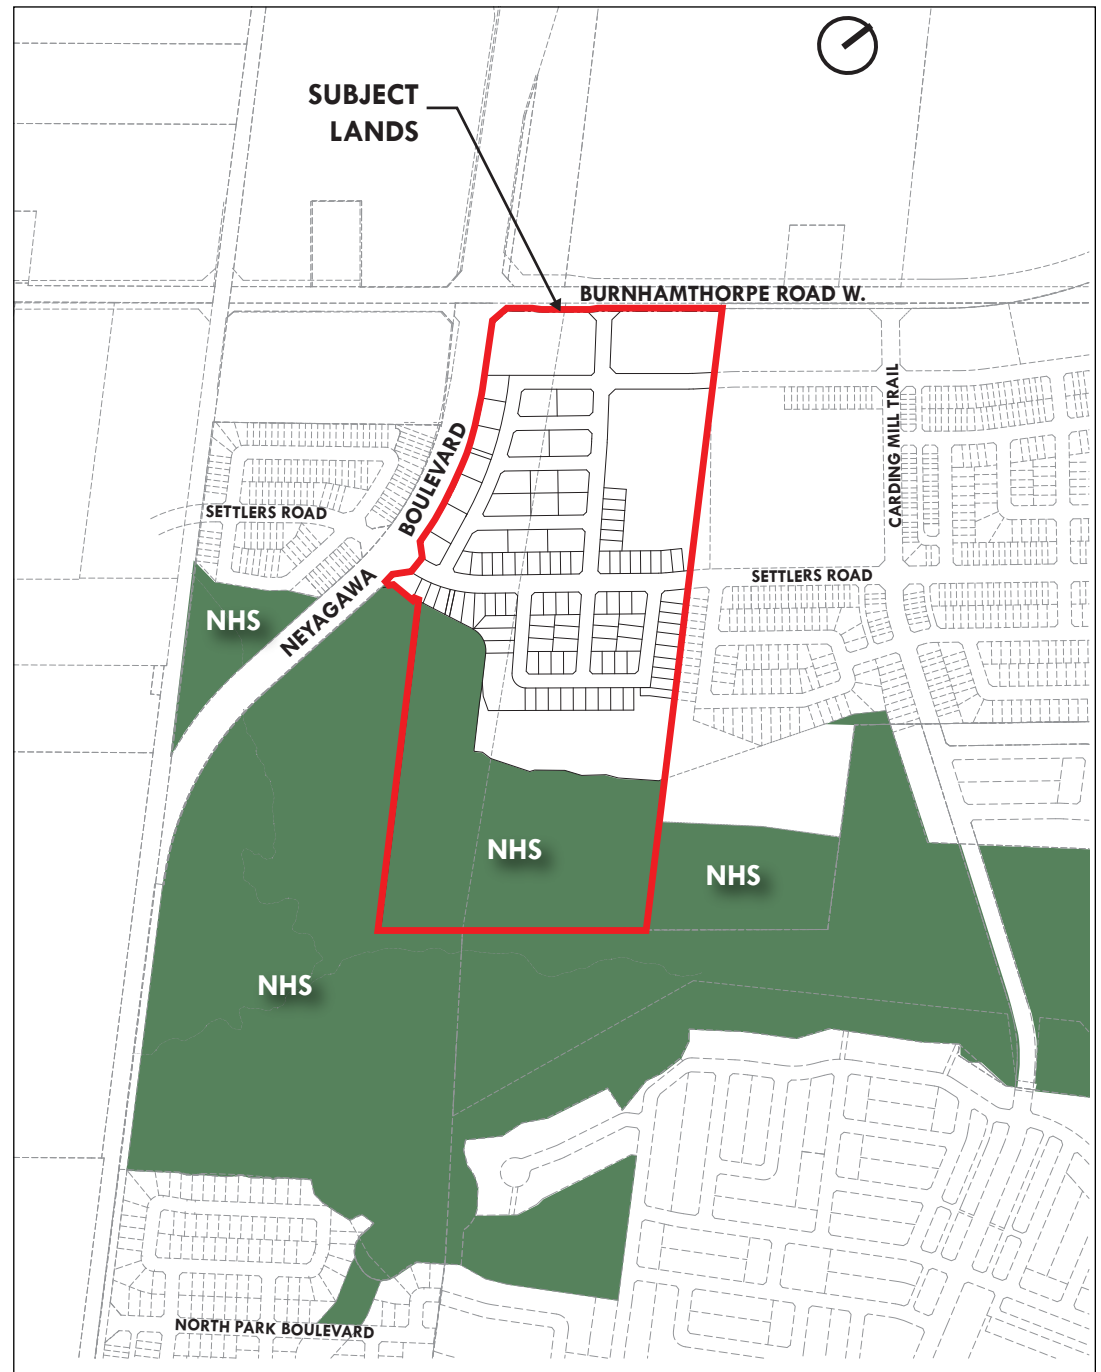 SUBJECT
LANDS
BURNHAMTHORPE ROAD W.
CARDING MILL TRAIL
NEYAGAWA BOULEVARD
SETTLERS ROAD
SETTLERS ROAD
NHS
NHS
NHS
NHS
NORTH PARK BOULEVARD